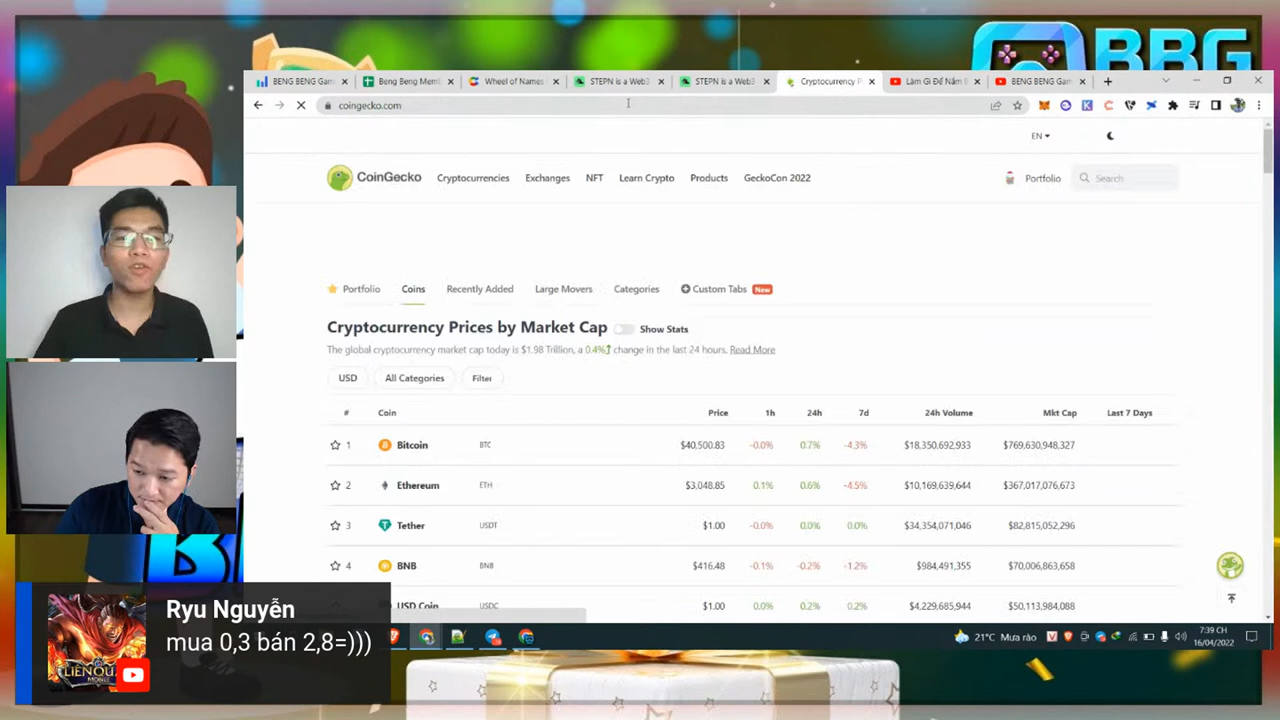 BBG
BENG BENG Gam
Beng Beng Mem
Wheel of Names
STEPN is a Web3
STEPN is a Web3
Cryptocurrency P
Làm Gì Để Nắm B
BENG BENG Gam
coingecko.com
EN
CoinGecko
Cryptocurrencies
Exchanges
NFT
Learn Crypto
Products
GeckoCon 2022
Portfolio
Search
Portfolio
Coins
Recently Added
Large Movers
Categories
Custom Tabs
New
Cryptocurrency Prices by Market Cap
Show Stats
The global cryptocurrency market cap today is $1.98 Trillion, a 0.4% change in the last 24 hours. Read More
USD
All Categories
Filter
# Coin Price 1h 24h 7d 24h Volume Mkt Cap Last 7 Days
1 Bitcoin BTC $40,500.83 -0.0% 0.7% -4.3% $18,350,692,933 $769,630,948,327
2 Ethereum ETH $3,048.85 0.1% 0.6% -4.5% $10,169,639,644 $367,017,076,673
3 Tether USDT $1.00 -0.0% 0.0% 0.0% $34,354,071,046 $82,815,052,296
4 BNB BNB $416.48 -0.1% -0.2% -1.2% $984,491,355 $70,006,863,658
USD Coin USDC $1.00 0.0% 0.2% 0.2% $4,229,685,944 $50,113,984,088
21°C Mưa rào
7:39 CH
16/04/2022
Ryu Nguyễn
mua 0,3 bán 2,8=)))
LIÊN QUÂN
MOBILE